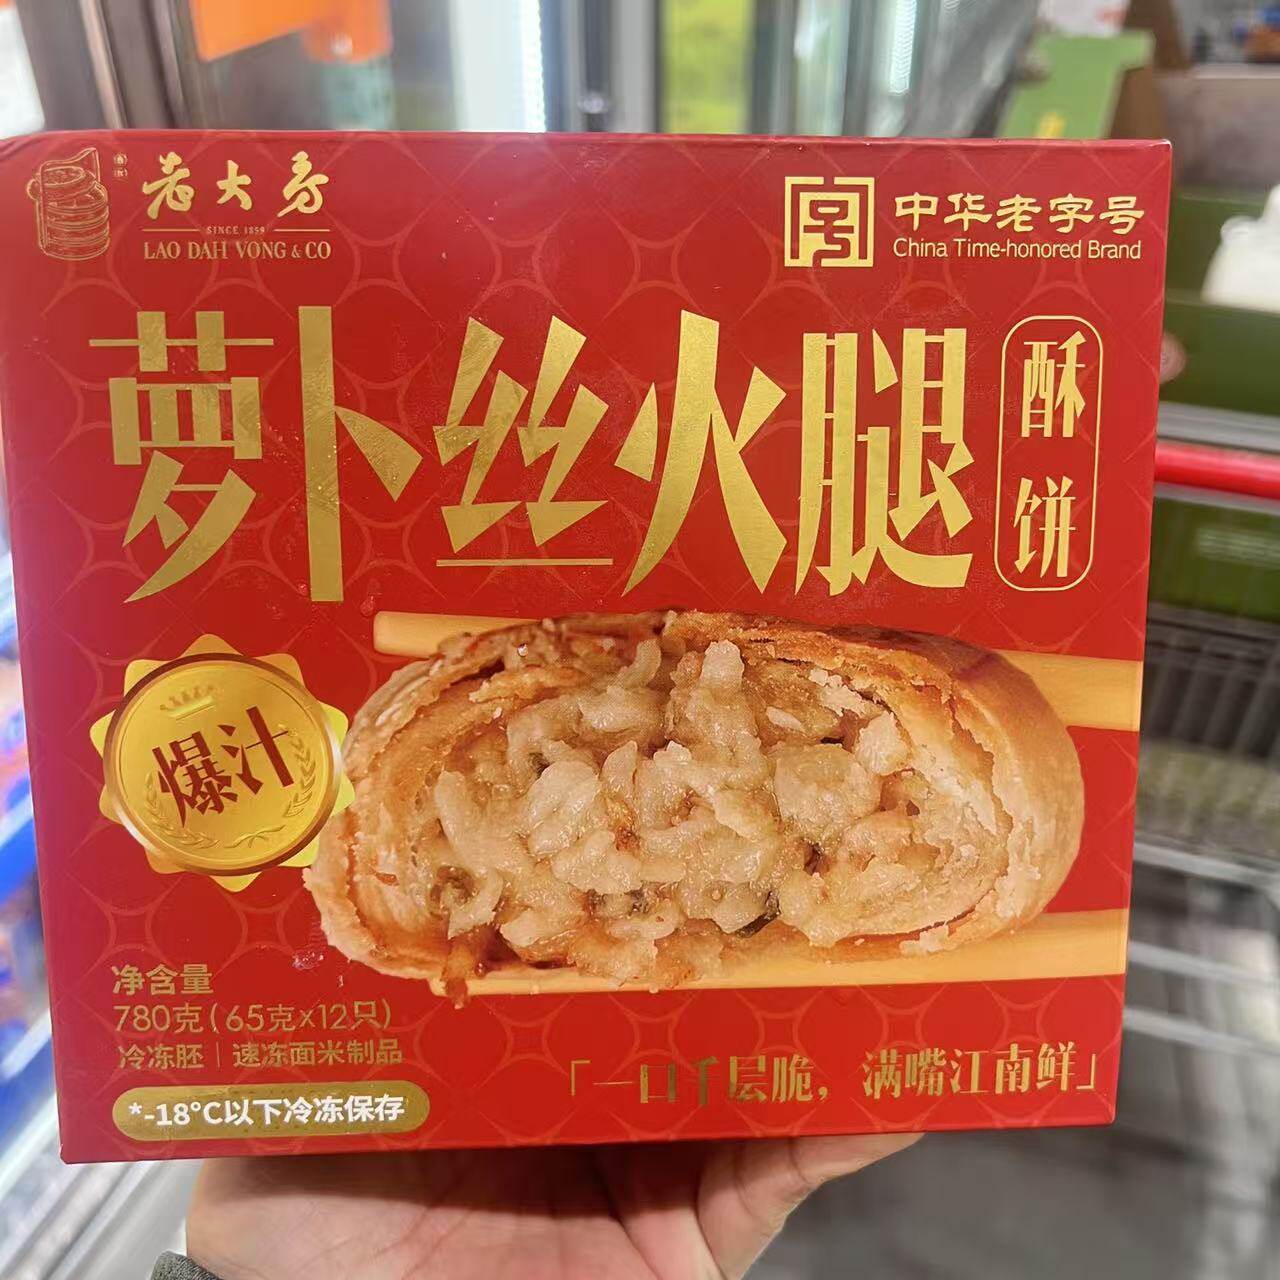 老大房
SINCE 1859
LAO DAH VONG & CO
中华老字号
China Time-honored Brand
萝卜丝火腿
酥饼
爆汁
净含量
780克(65克×12只)
冷冻胚｜速冻面米制品
*-18°C以下冷冻保存
「一口千层脆，满嘴江南鲜」